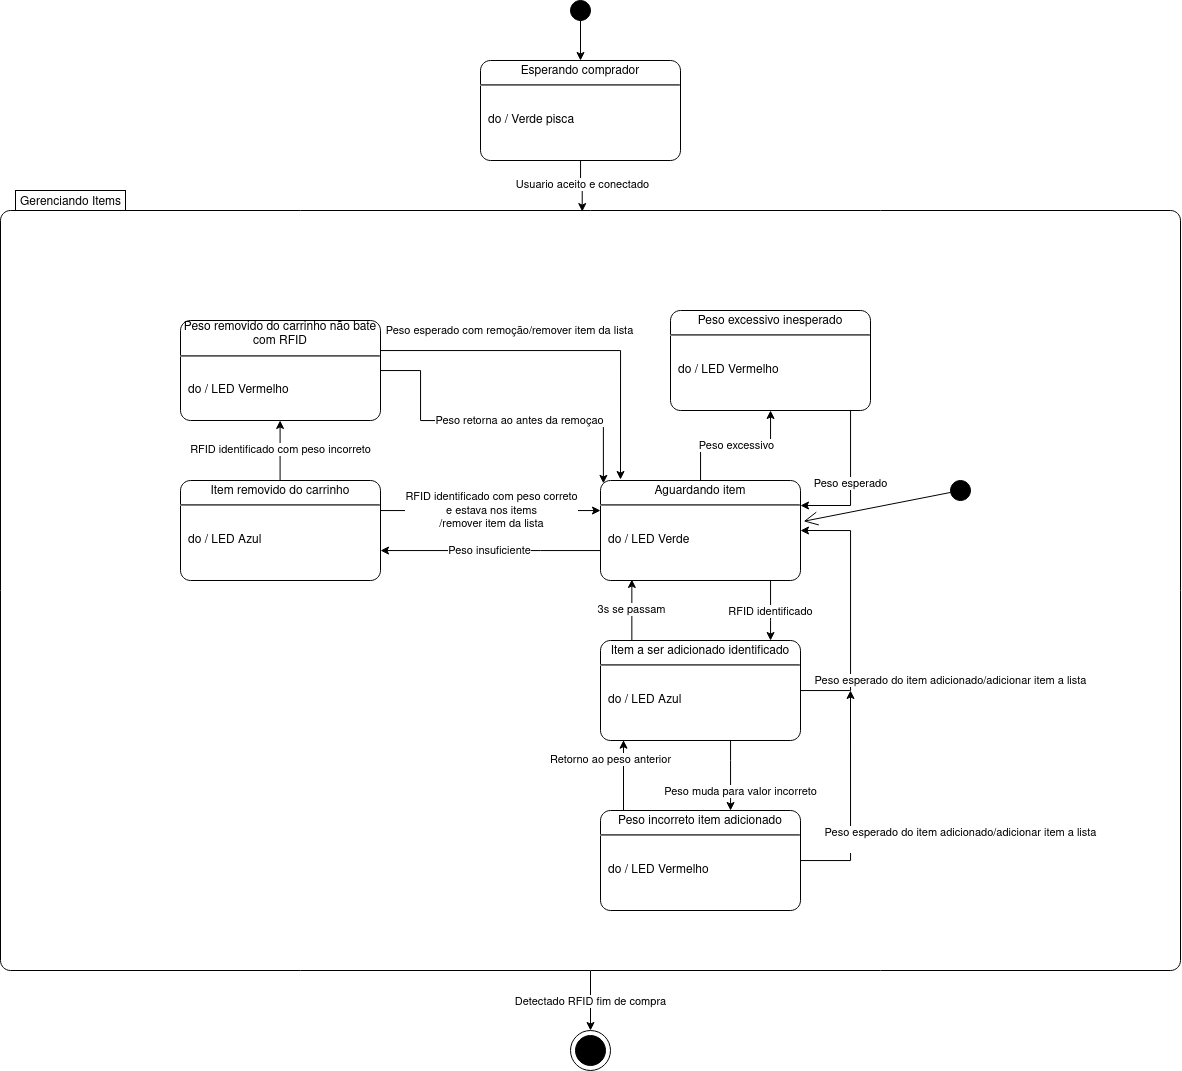 Esperando comprador
do / Verde pisca
Usuario aceito e conectado
Gerenciando Items
Peso removido do carrinho não bate
com RFID
do / LED Vermelho
Peso esperado com remoção/remover item da lista
Peso excessivo inesperado
do / LED Vermelho
Peso retorna ao antes da remoçao
RFID identificado com peso incorreto
Peso excessivo
Peso esperado
Item removido do carrinho
do / LED Azul
RFID identificado com peso correto
e estava nos items
/remover item da lista
Peso insuficiente
Aguardando item
do / LED Verde
3s se passam
RFID identificado
Item a ser adicionado identificado
do / LED Azul
Peso esperado do item adicionado/adicionar item a lista
Retorno ao peso anterior
Peso muda para valor incorreto
Peso incorreto item adicionado
do / LED Vermelho
Peso esperado do item adicionado/adicionar item a lista
Detectado RFID fim de compra